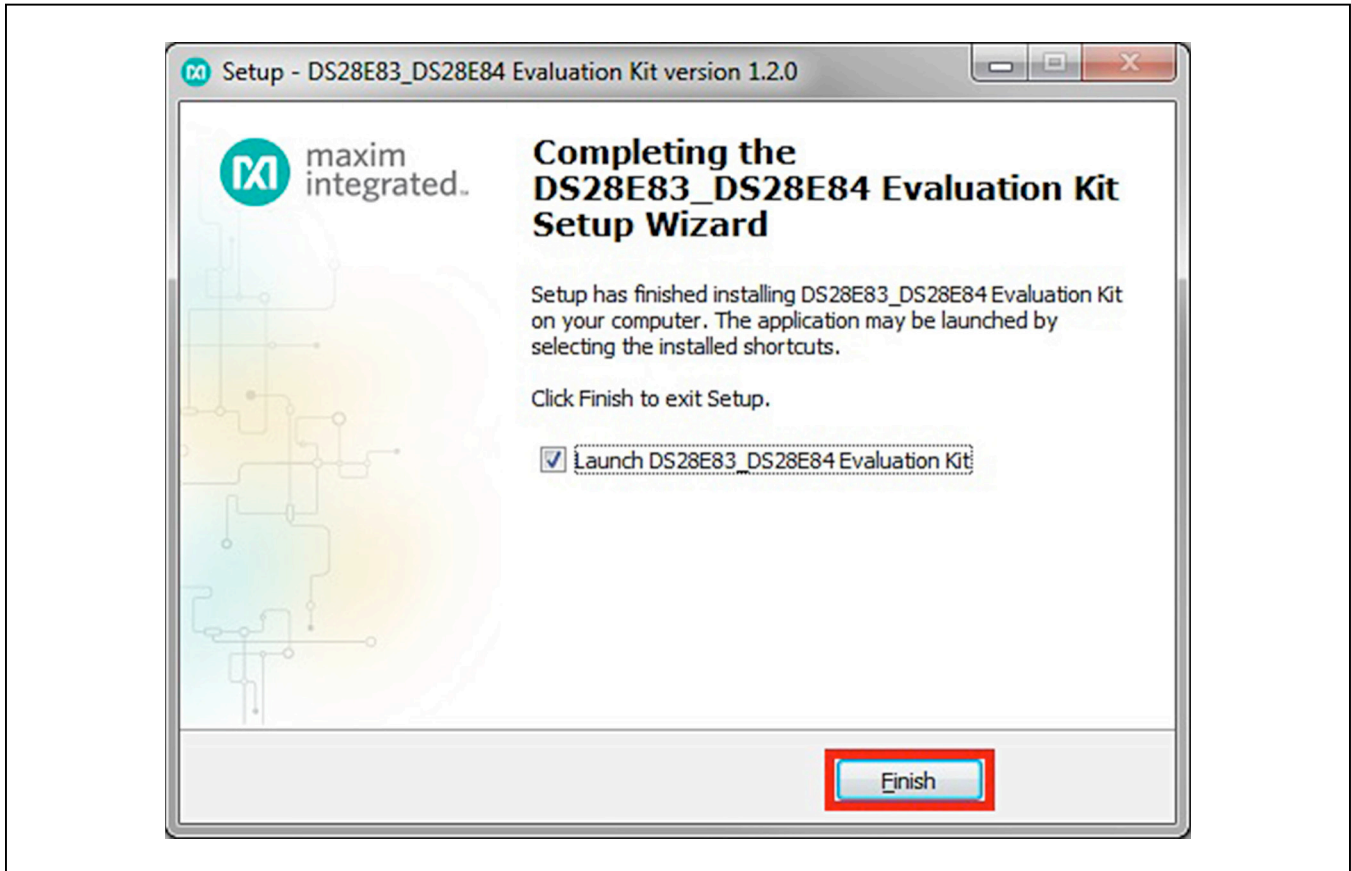 Setup - DS28E83_DS28E84 Evaluation Kit version 1.2.0
maxim
integrated™
Completing the
DS28E83_DS28E84 Evaluation Kit
Setup Wizard
Setup has finished installing DS28E83_DS28E84 Evaluation Kit
on your computer. The application may be launched by
selecting the installed shortcuts.
Click Finish to exit Setup.
Launch DS28E83_DS28E84 Evaluation Kit
Finish